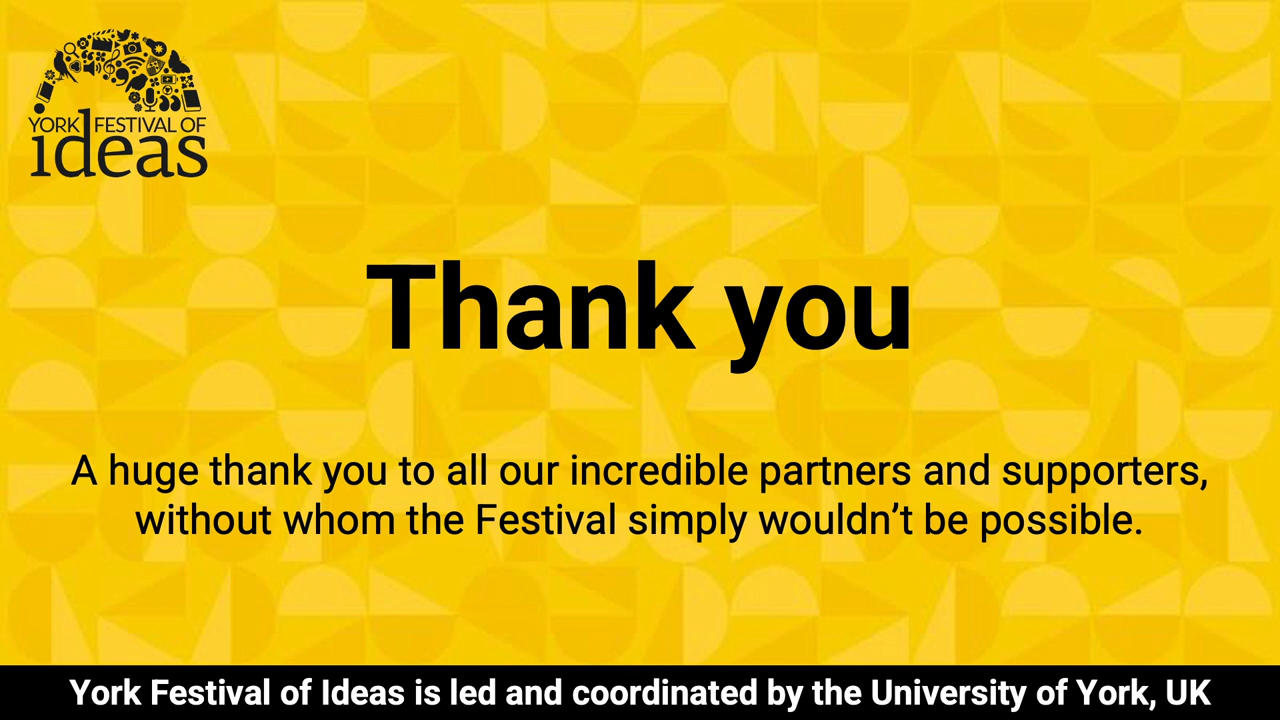 YORK FESTIVAL OF
ideas
Thank you
A huge thank you to all our incredible partners and supporters,
without whom the Festival simply wouldn’t be possible.
York Festival of Ideas is led and coordinated by the University of York, UK